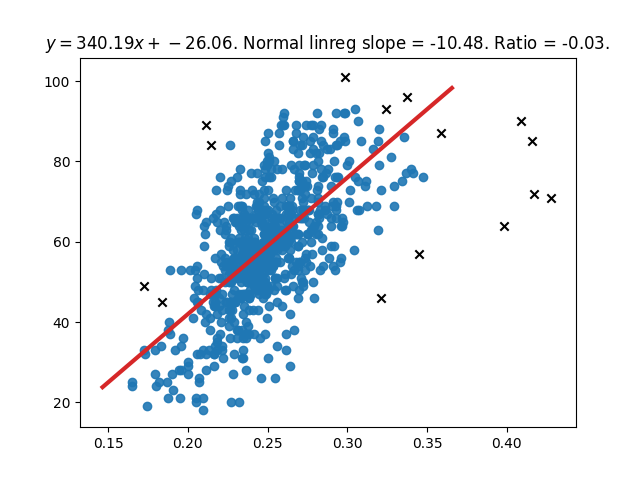 y = 340.19x + −26.06. Normal linreg slope = -10.48. Ratio = -0.03.
100
80
60
40
20
0.15 0.20 0.25 0.30 0.35 0.40